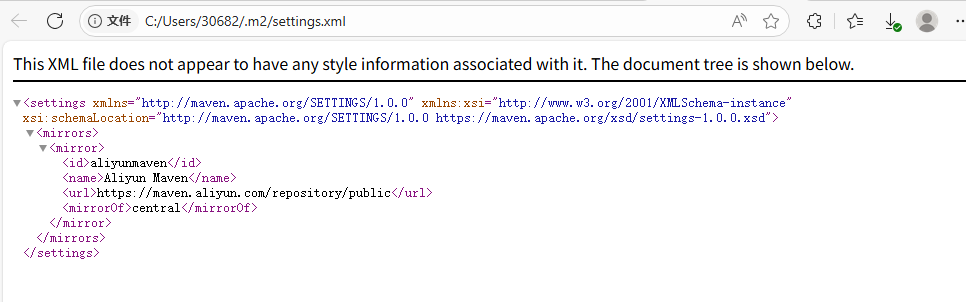 文件 C:/Users/30682/.m2/settings.xml
This XML file does not appear to have any style information associated with it. The document tree is shown below.
▼<settings xmlns="http://maven.apache.org/SETTINGS/1.0.0" xmlns:xsi="http://www.w3.org/2001/XMLSchema-instance"
xsi:schemaLocation="http://maven.apache.org/SETTINGS/1.0.0 https://maven.apache.org/xsd/settings-1.0.0.xsd">
▼<mirrors>
▼<mirror>
<id>aliyunmaven</id>
<name>Aliyun Maven</name>
<url>https://maven.aliyun.com/repository/public</url>
<mirrorOf>central</mirrorOf>
</mirror>
</mirrors>
</settings>